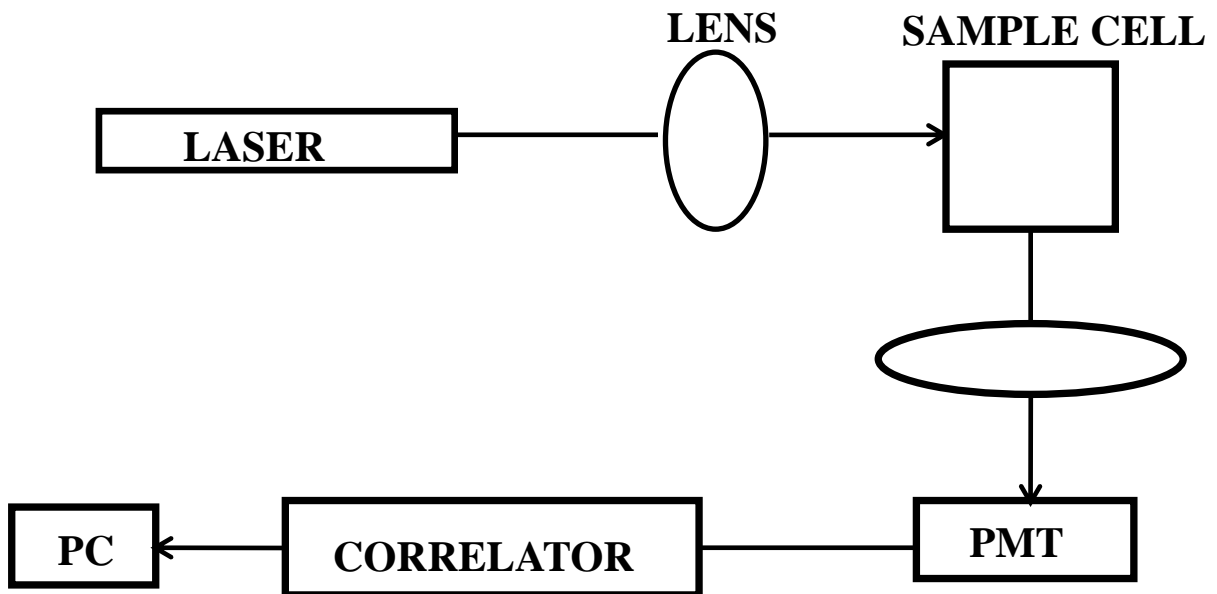 LENS
SAMPLE CELL
LASER
PC
CORRELATOR
PMT